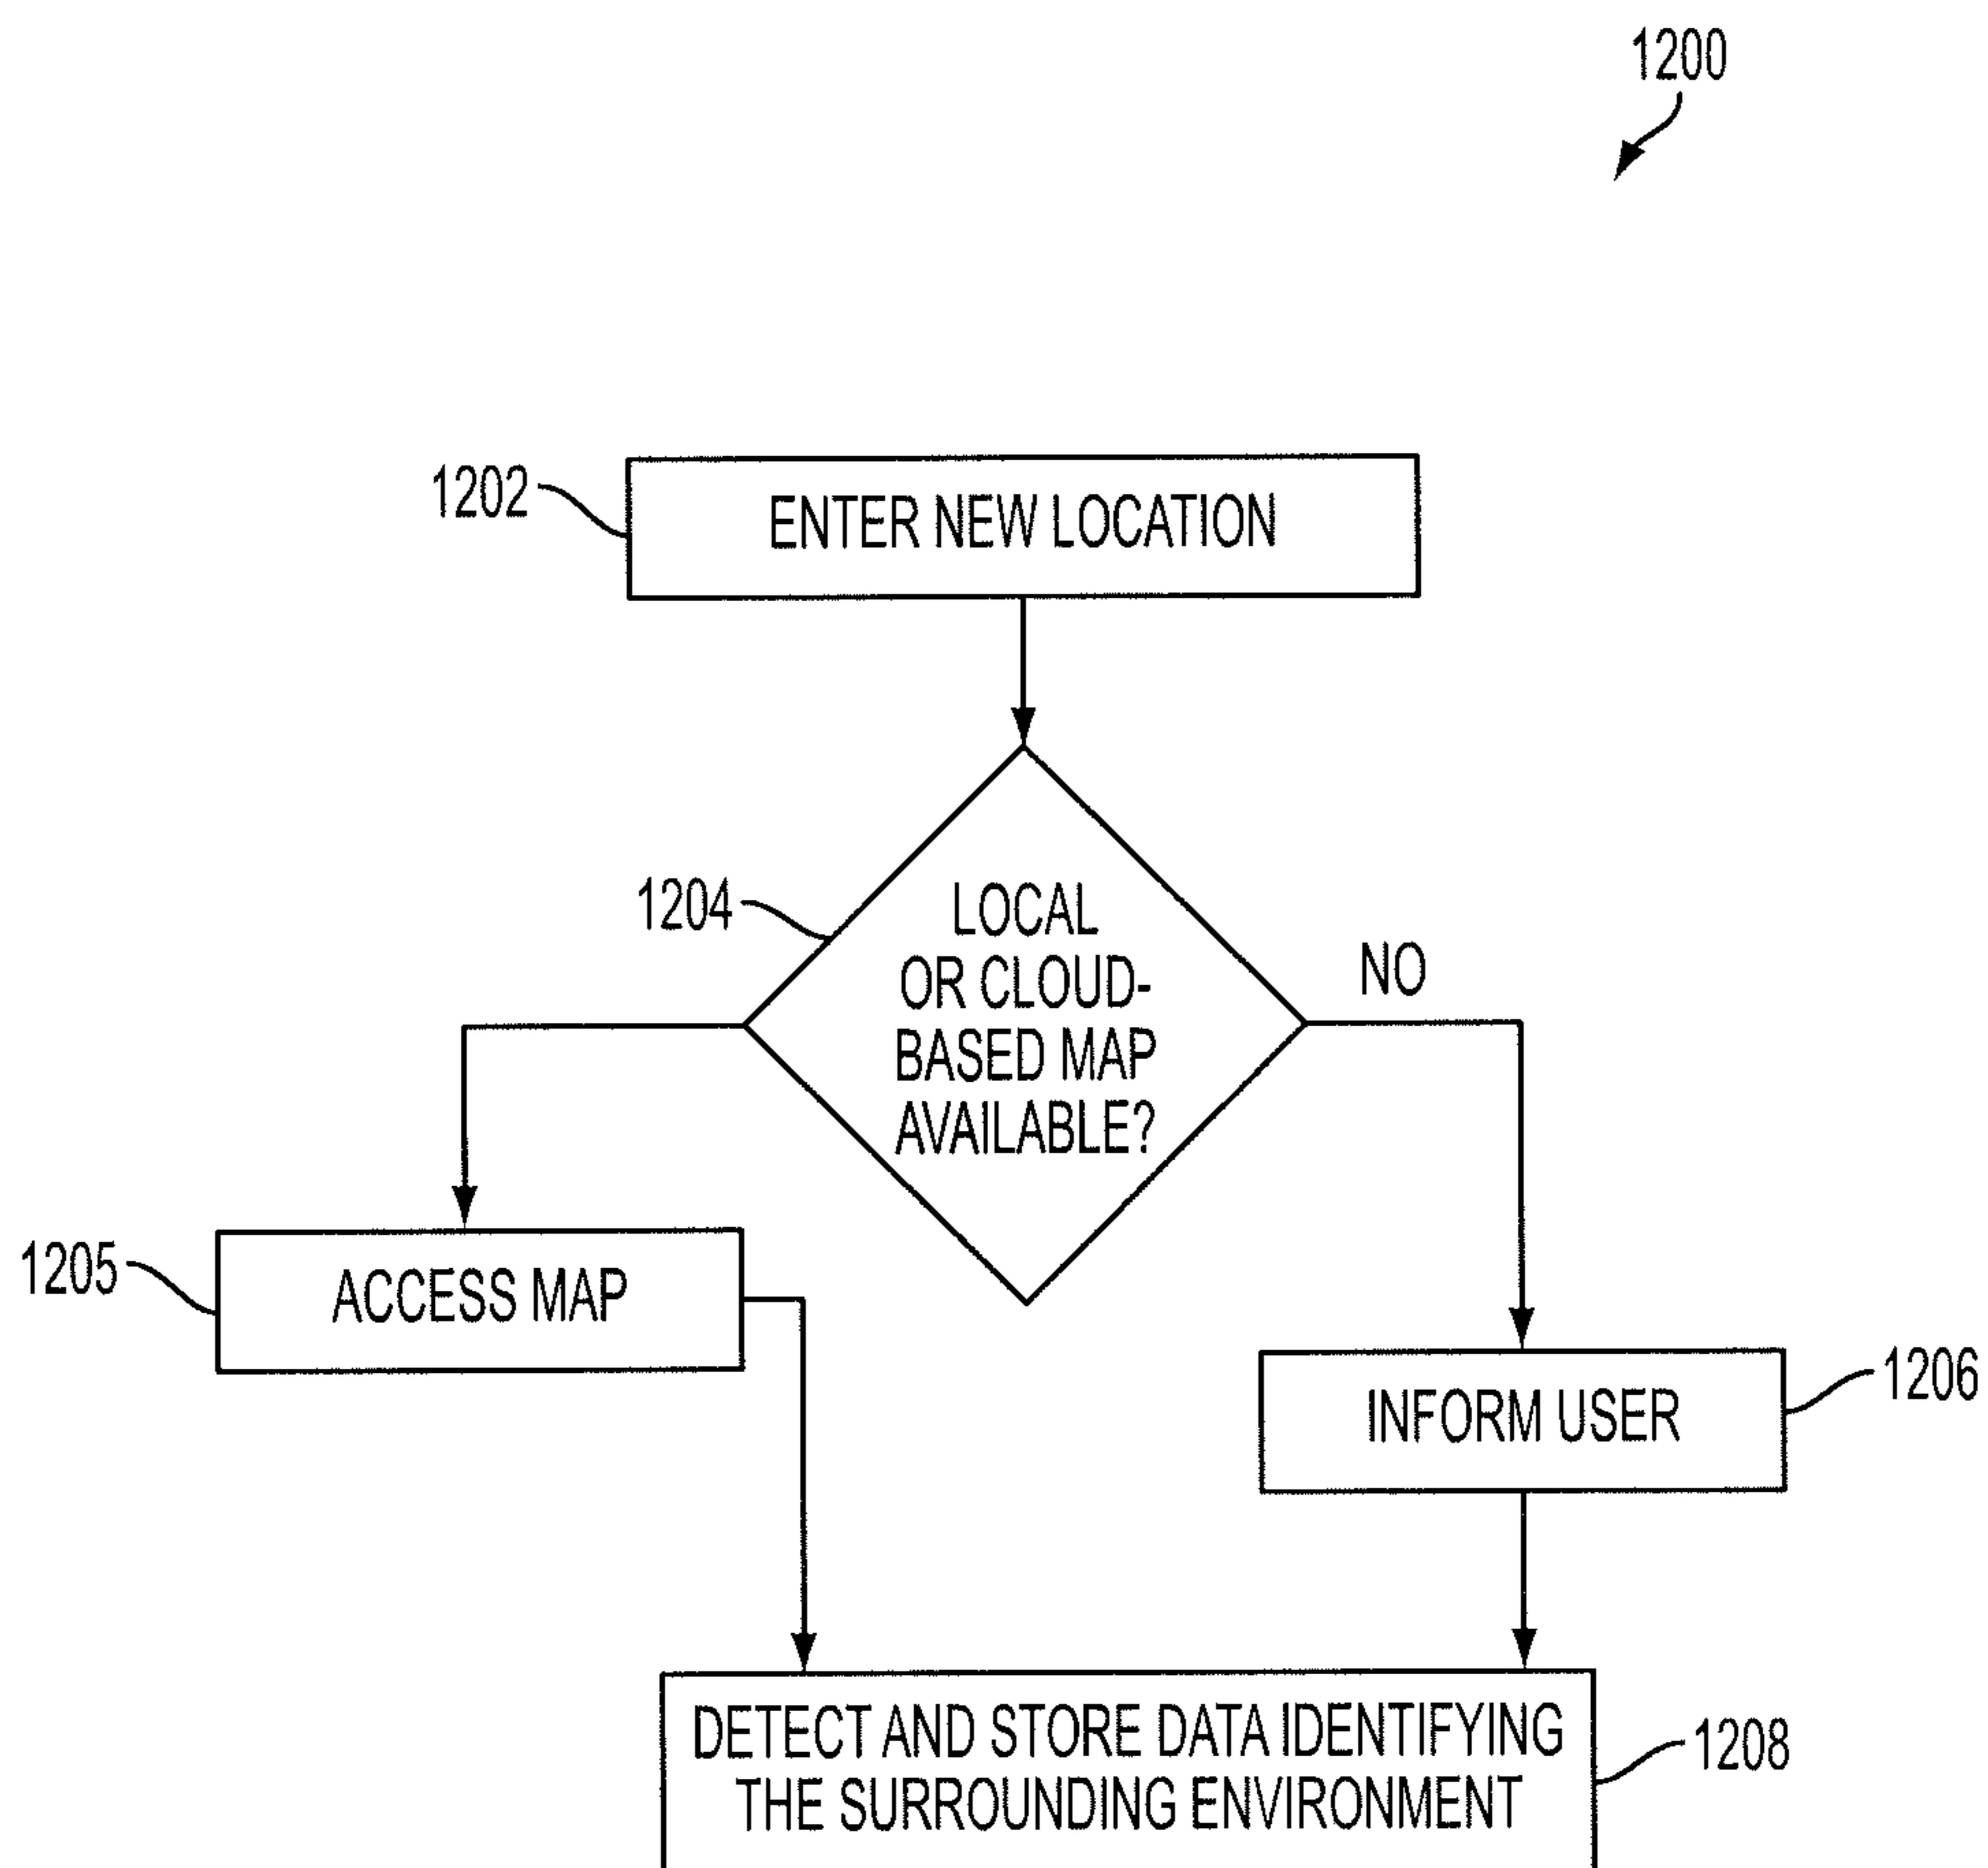 1200
1202
ENTER NEW LOCATION
1204
LOCAL
OR CLOUD-
BASED MAP
AVAILABLE?
NO
1205
ACCESS MAP
1206
INFORM USER
DETECT AND STORE DATA IDENTIFYING
THE SURROUNDING ENVIRONMENT
1208